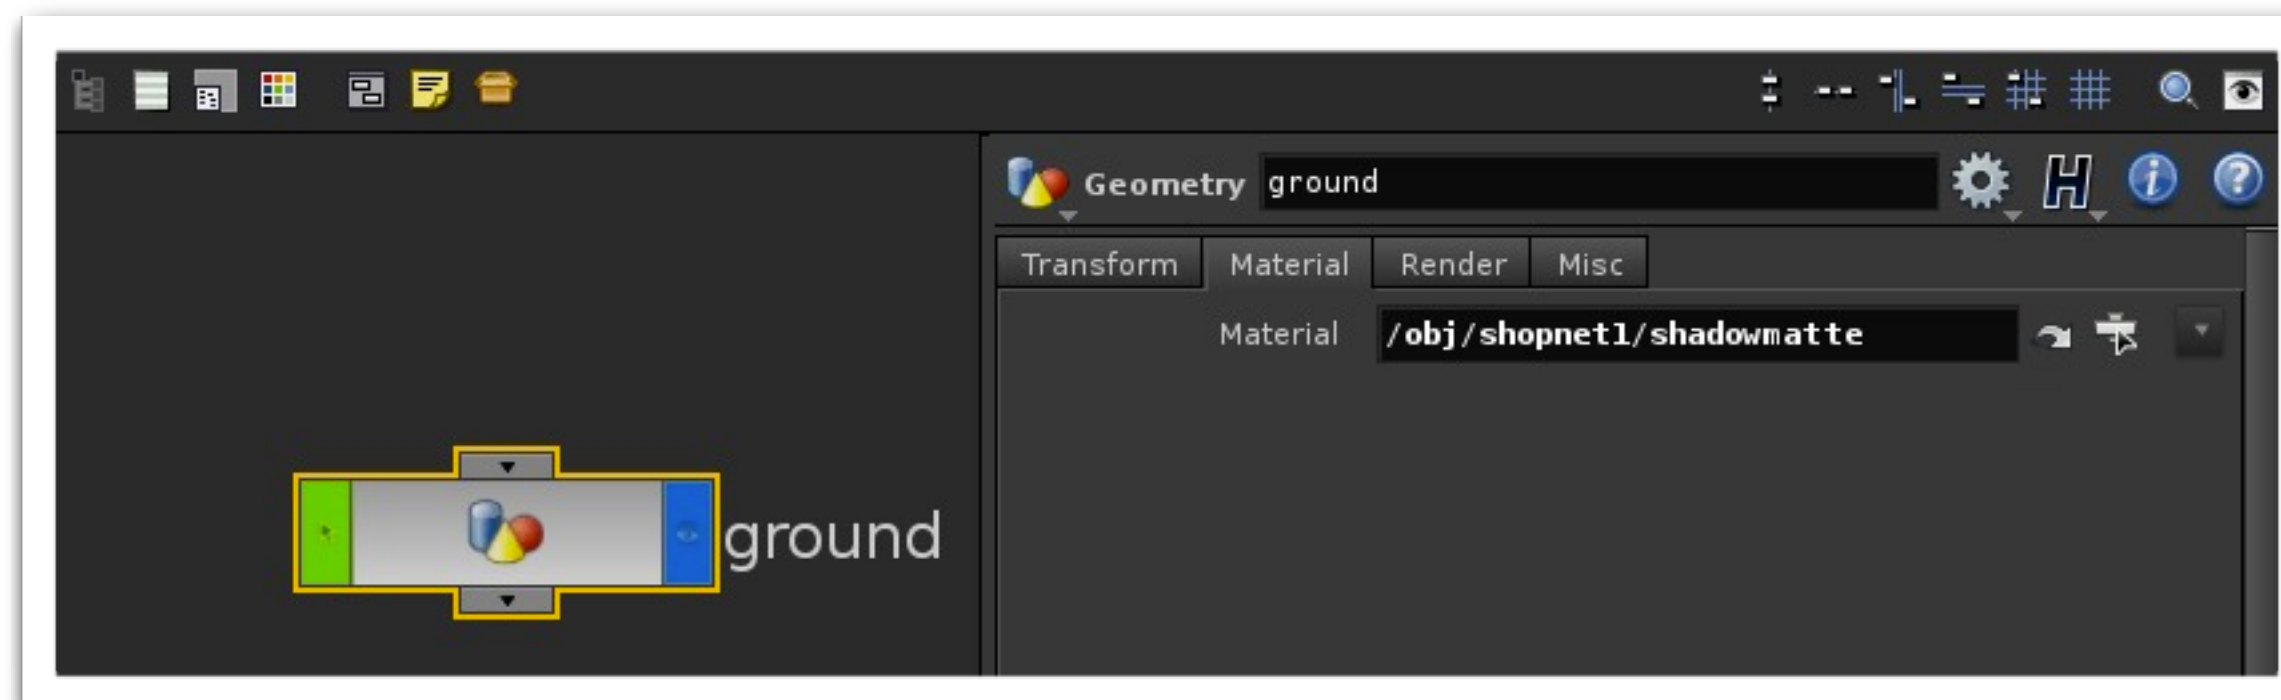 Geometry ground
Transform Material Render Misc
Material /obj/shopnet1/shadowmatte
ground